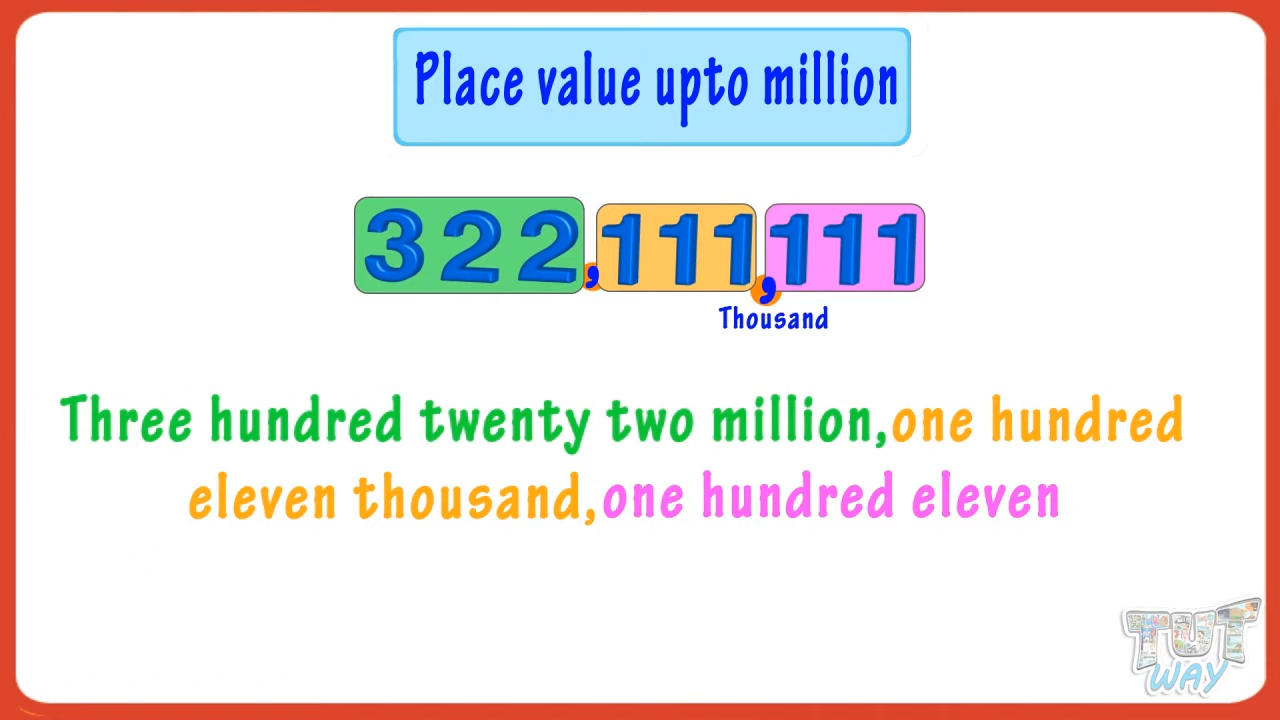 Place value upto million
322,111,111
Thousand
Three hundred twenty two million,one hundred
eleven thousand,one hundred eleven
TUT
WAY